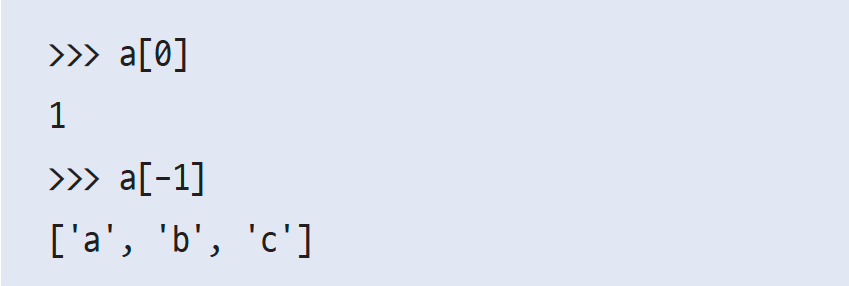 >>> a[0]
1
>>> a[-1]
['a', 'b', 'c']